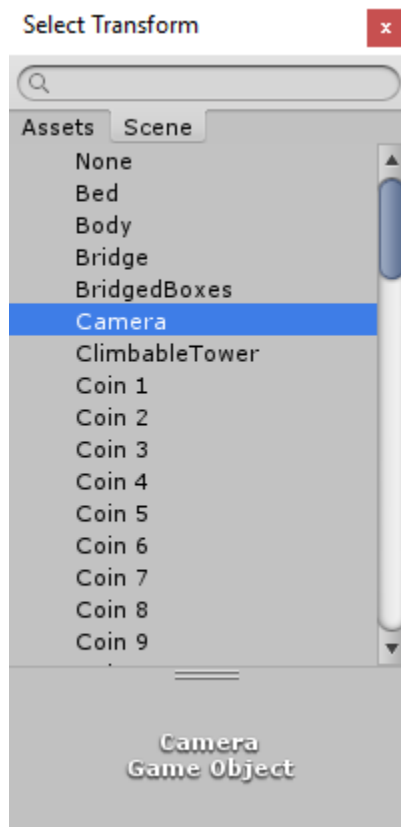 Select Transform
x
Assets Scene
None
Bed
Body
Bridge
BridgedBoxes
Camera
ClimbableTower
Coin 1
Coin 2
Coin 3
Coin 4
Coin 5
Coin 6
Coin 7
Coin 8
Coin 9
Camera
Game Object